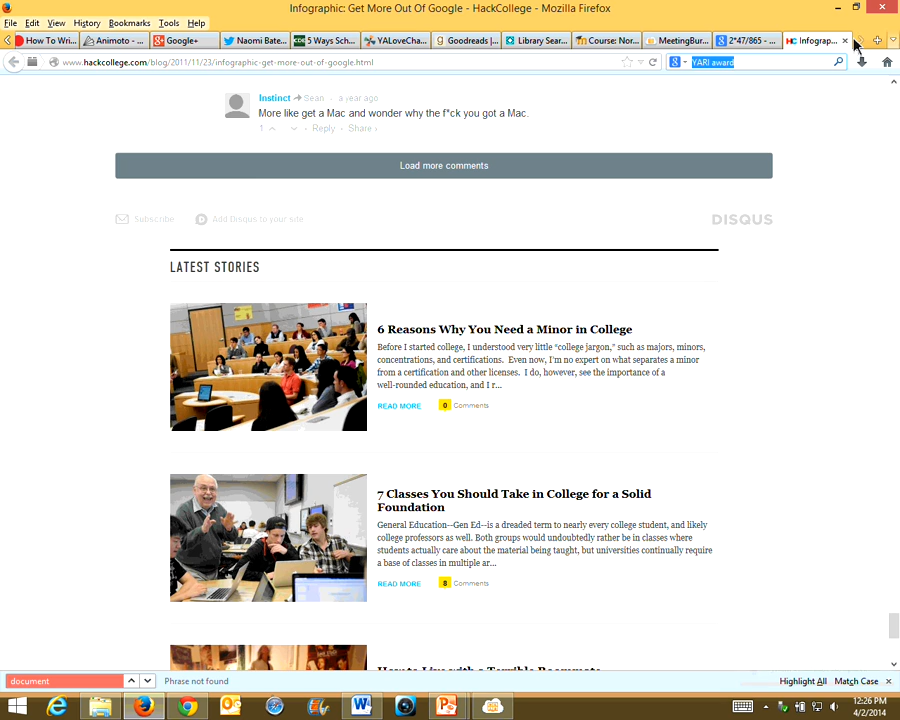 Infographic: Get More Out Of Google - HackCollege - Mozilla Firefox
File Edit View History Bookmarks Tools Help
How To Wri... Animoto - ... Google+ Naomi Bate... 5 Ways Sch... YALoveCha... Goodreads |... Library Sear... Course: Nor... MeetingBur... 2*47/865 - ... Infograp...
www.hackcollege.com/blog/2011/11/23/infographic-get-more-out-of-google.html
YARI award
Instinct Sean · a year ago
More like get a Mac and wonder why the f*ck you got a Mac.
1 · Reply · Share ›
Load more comments
Subscribe Add Disqus to your site DISQUS
LATEST STORIES
6 Reasons Why You Need a Minor in College
Before I started college, I understood very little “college jargon,” such as majors, minors,
concentrations, and certifications. Even now, I'm no expert on what separates a minor
from a certification and other licenses. I do, however, see the importance of a
well-rounded education, and I r...
READ MORE 0 Comments
7 Classes You Should Take in College for a Solid
Foundation
General Education--Gen Ed--is a dreaded term to nearly every college student, and likely
college professors as well. Both groups would undoubtedly rather be in classes where
students actually care about the material being taught, but universities continually require
a base of classes in multiple ar...
READ MORE 8 Comments
How to Live with a Terrible Roommate
document Phrase not found Highlight All Match Case
12:26 PM
4/2/2014